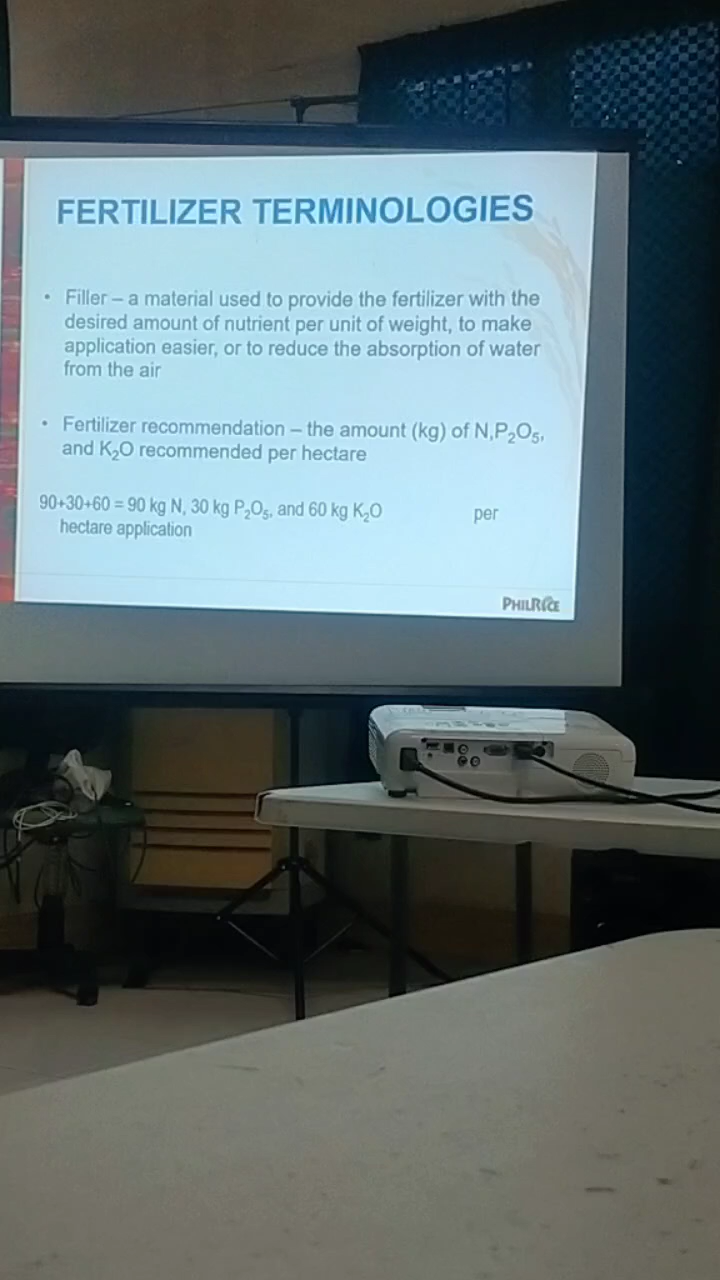 FERTILIZER TERMINOLOGIES
• Filler – a material used to provide the fertilizer with the
desired amount of nutrient per unit of weight, to make
application easier, or to reduce the absorption of water
from the air
• Fertilizer recommendation – the amount (kg) of N,P₂O₅,
and K₂O recommended per hectare
90+30+60 = 90 kg N, 30 kg P₂O₅, and 60 kg K₂O per
hectare application
PHILRICE